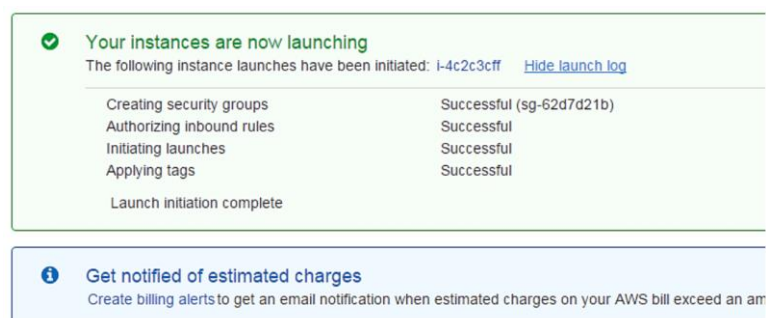 Your instances are now launching
The following instance launches have been initiated: i-4c2c3cff Hide launch log
Creating security groups Successful (sg-62d7d21b)
Authorizing inbound rules Successful
Initiating launches Successful
Applying tags Successful
Launch initiation complete
Get notified of estimated charges
Create billing alerts to get an email notification when estimated charges on your AWS bill exceed an am